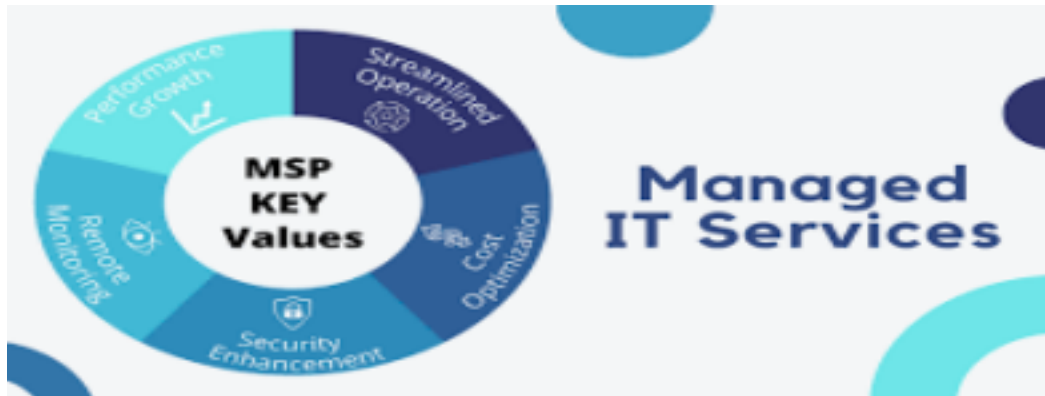 Performance
Growth
Streamlined
Operation
MSP
KEY
Values
Remote
Monitoring
Cost
Optimization
Security
Enhancement
Managed
IT Services